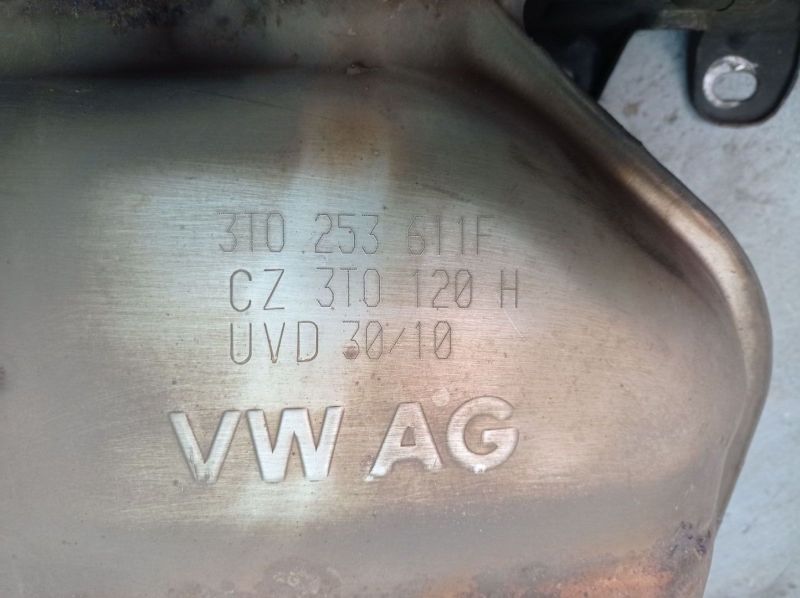 3T0 253 611F
CZ 3T0 120 H
UVD 30/10
VW AG